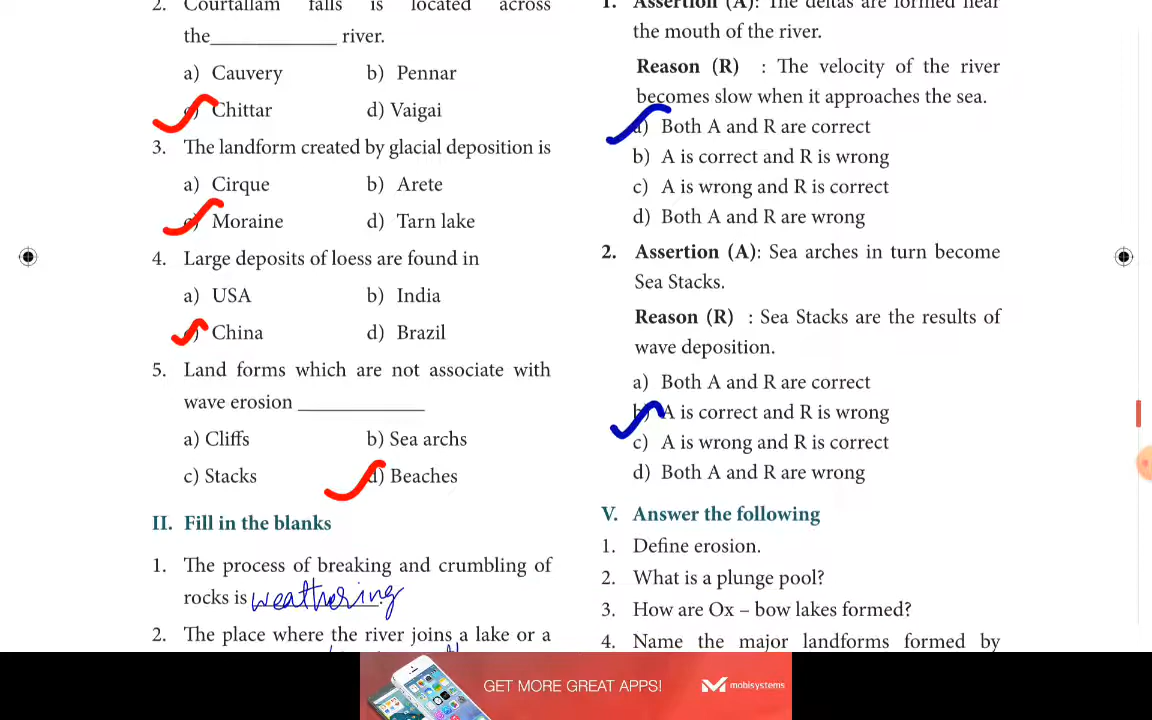 2. Courtallam falls is located across
the______________ river.
a) Cauvery b) Pennar
c) Chittar d) Vaigai
3. The landform created by glacial deposition is
a) Cirque b) Arete
c) Moraine d) Tarn lake
4. Large deposits of loess are found in
a) USA b) India
c) China d) Brazil
5. Land forms which are not associate with
wave erosion ______________
a) Cliffs b) Sea archs
c) Stacks d) Beaches
II. Fill in the blanks
1. The process of breaking and crumbling of
rocks is weathering
2. The place where the river joins a lake or a
1. Assertion (A): The deltas are formed near
the mouth of the river.
Reason (R) : The velocity of the river
becomes slow when it approaches the sea.
a) Both A and R are correct
b) A is correct and R is wrong
c) A is wrong and R is correct
d) Both A and R are wrong
2. Assertion (A): Sea arches in turn become
Sea Stacks.
Reason (R) : Sea Stacks are the results of
wave deposition.
a) Both A and R are correct
b) A is correct and R is wrong
c) A is wrong and R is correct
d) Both A and R are wrong
V. Answer the following
1. Define erosion.
2. What is a plunge pool?
3. How are Ox – bow lakes formed?
4. Name the major landforms formed by
GET MORE GREAT APPS!
mobisystems